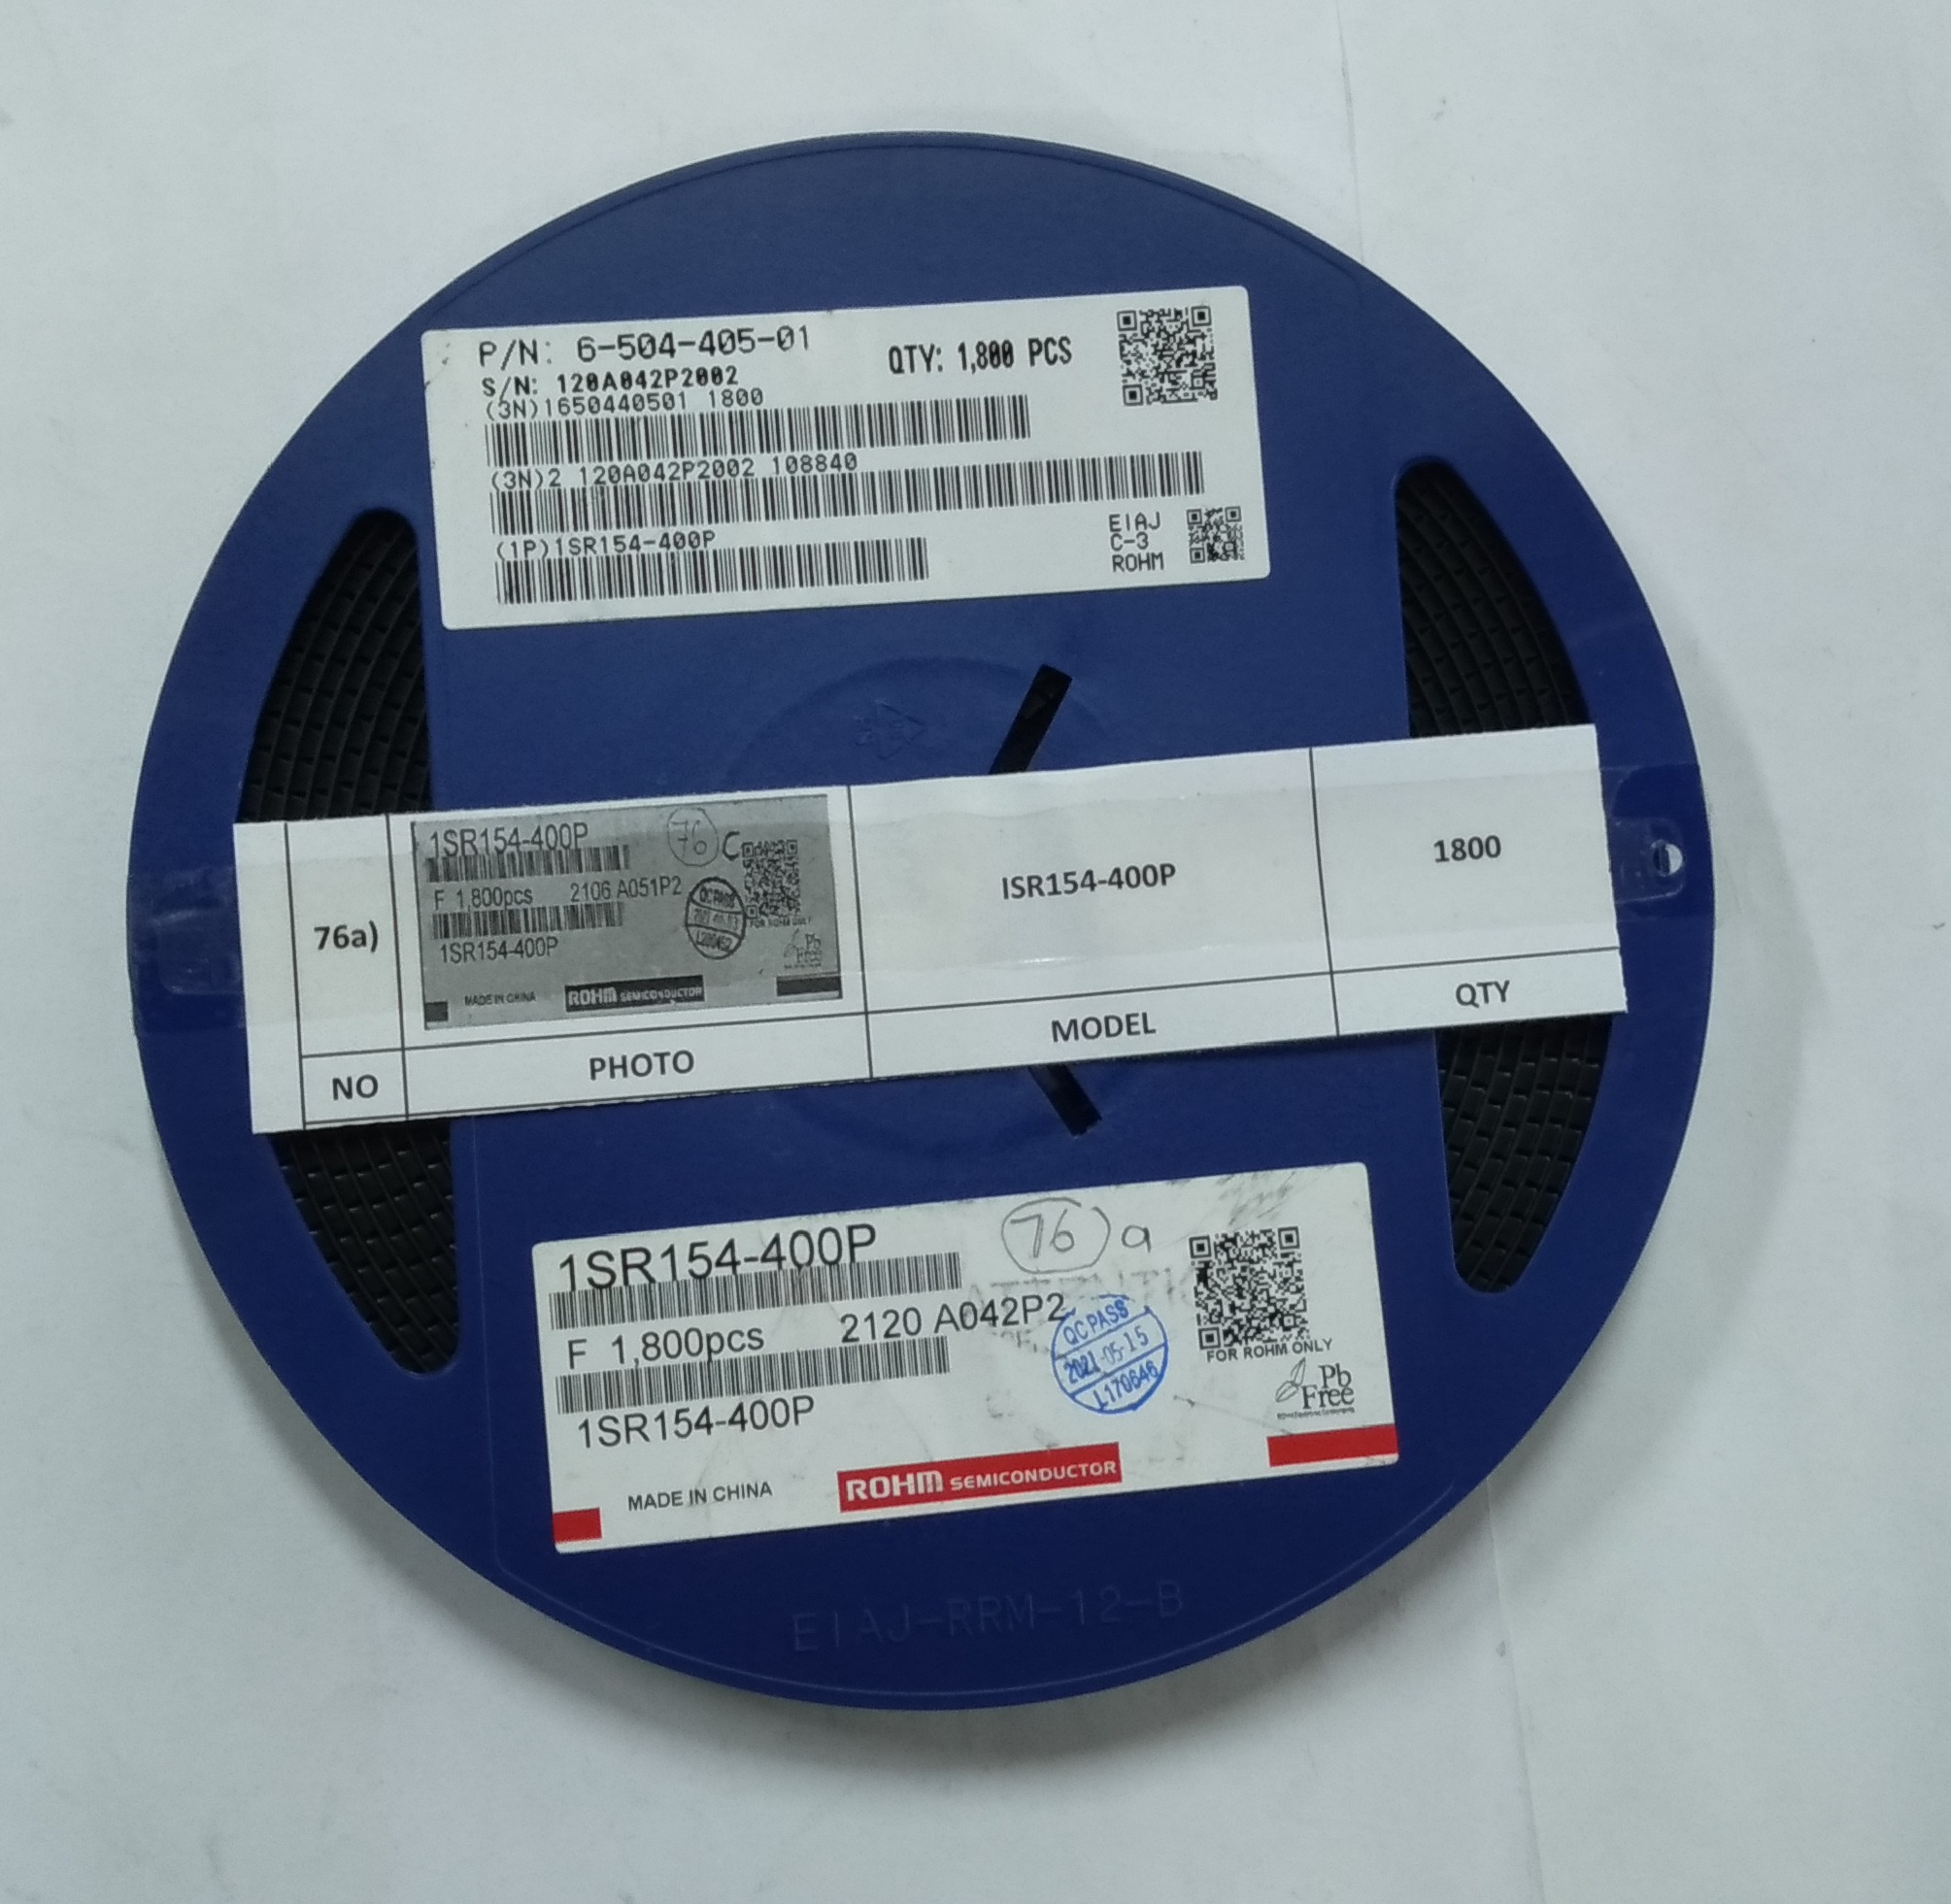 P/N: 6-504-405-01
QTY: 1,800 PCS
S/N: 120A042P2002
(3N)1650440501 1800
(3N)2 120A042P2002 108840
(1P)1SR154-400P
EIAJ
C-3
ROHM
76a)
1SR154-400P
76 C
F 1,800pcs 2106 A051P2
QC PASS
1SR154-400P
FOR ROHM ONLY
Pb
Free
MADE IN CHINA
ROHM SEMICONDUCTOR
ISR154-400P
1800
NO
PHOTO
MODEL
QTY
1SR154-400P
76 a
F 1,800pcs 2120 A042P2
QC PASS
2021-05-15
L170646
FOR ROHM ONLY
1SR154-400P
Pb
Free
MADE IN CHINA
ROHM SEMICONDUCTOR
EIAJ-RRM-12-B